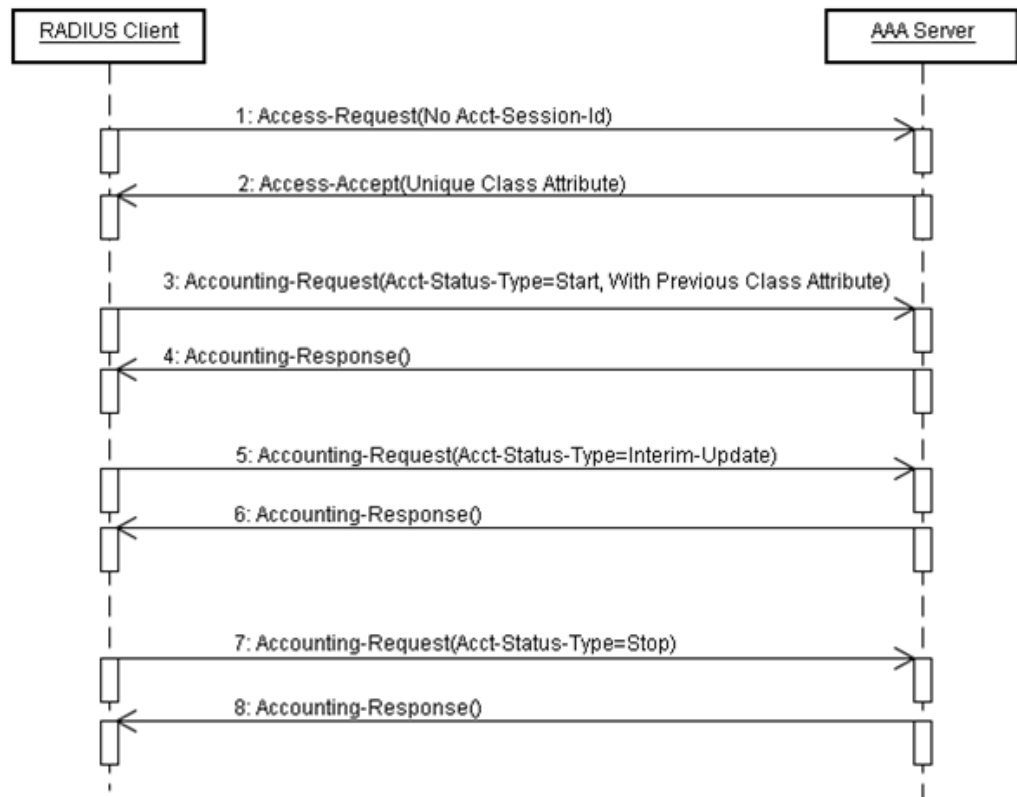 RADIUS Client
AAA Server
1: Access-Request(No Acct-Session-Id)
2: Access-Accept(Unique Class Attribute)
3: Accounting-Request(Acct-Status-Type=Start, With Previous Class Attribute)
4: Accounting-Response()
5: Accounting-Request(Acct-Status-Type=Interim-Update)
6: Accounting-Response()
7: Accounting-Request(Acct-Status-Type=Stop)
8: Accounting-Response()